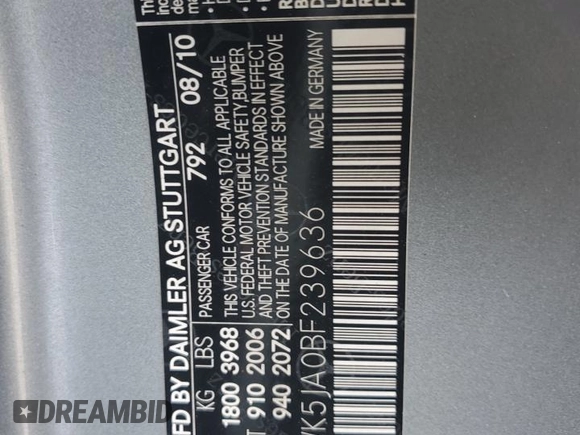 MFD BY DAIMLER AG STUTTGART
792 08/10
KG LBS PASSENGER CAR
1800 3968 THIS VEHICLE CONFORMS TO ALL APPLICABLE
U.S. FEDERAL MOTOR VEHICLE SAFETY, BUMPER
910 2006 AND THEFT PREVENTION STANDARDS IN EFFECT
940 2072 ON THE DATE OF MANUFACTURE SHOWN ABOVE
K5JA0BF239636 MADE IN GERMANY
DREAMBID